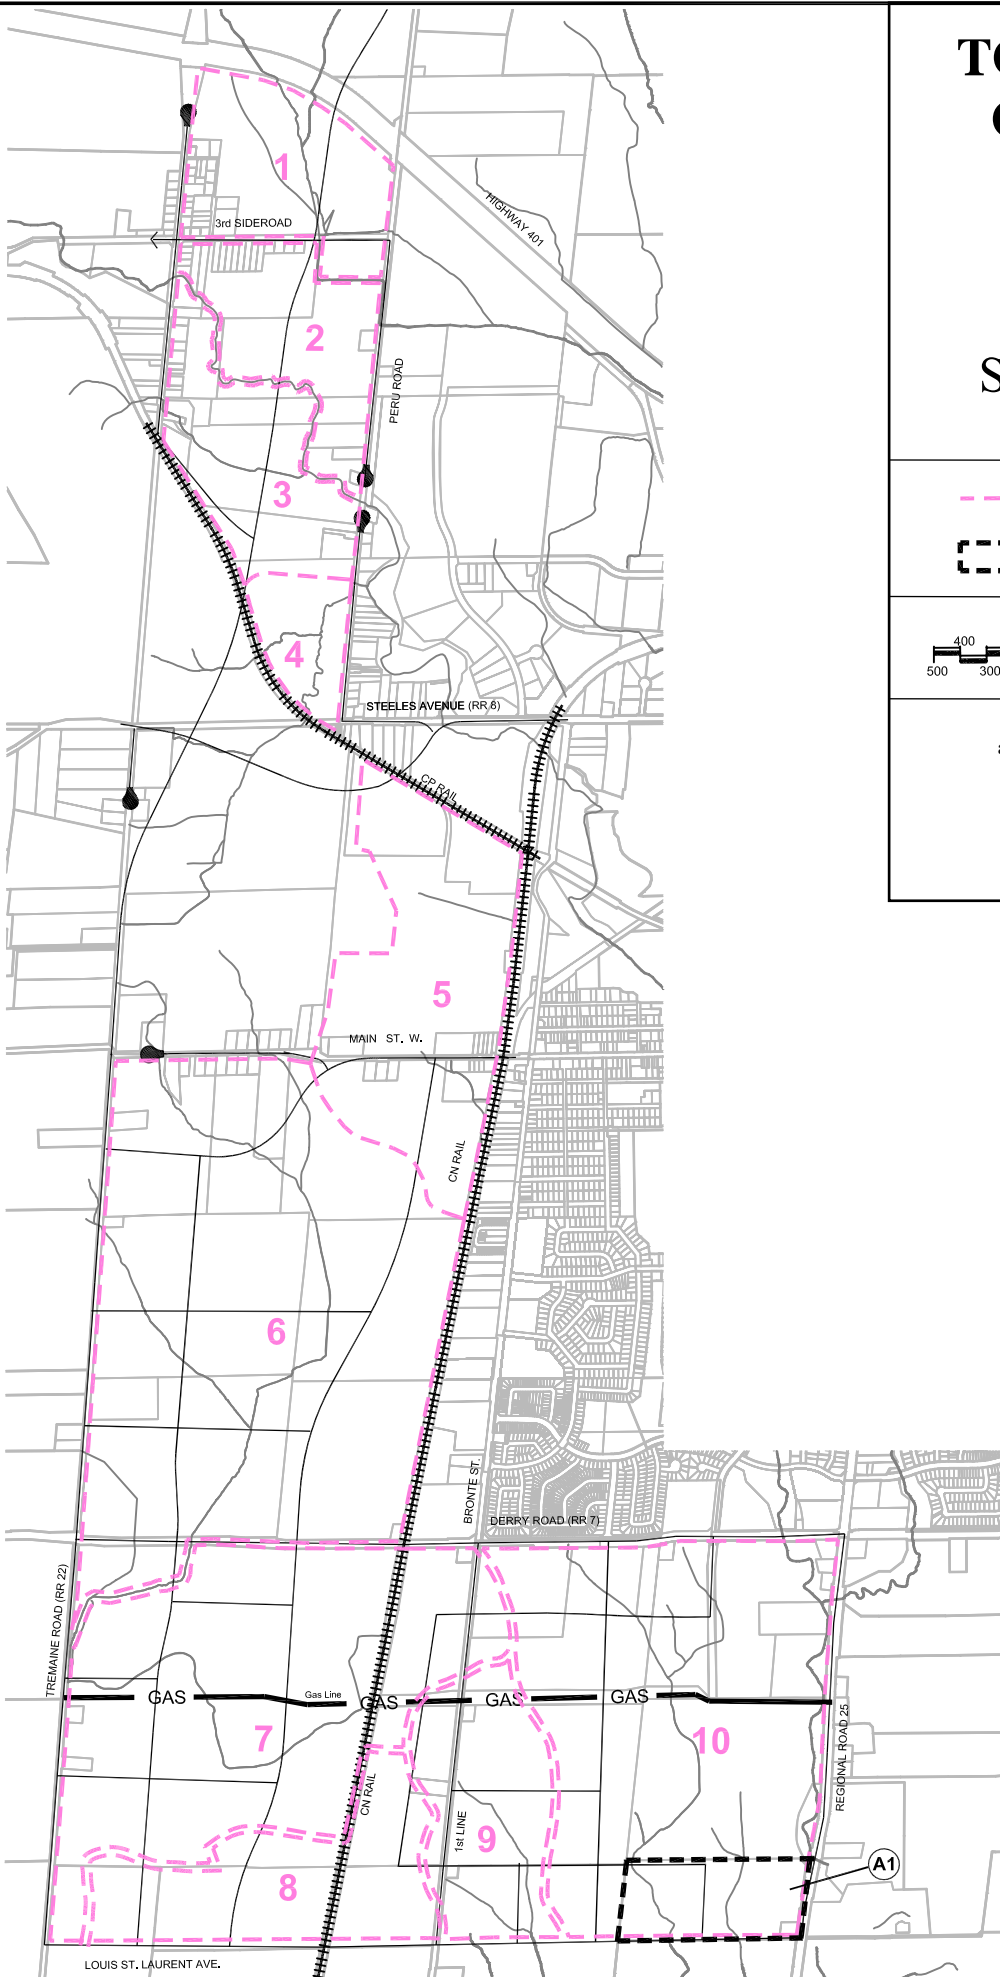 1
3rd SIDEROAD
HIGHWAY 401
2
PERU ROAD
3
4
STEELES AVENUE (RR 8)
CP RAIL
400
500
300
5
MAIN ST. W.
CN RAIL
6
BRONTE ST.
DERRY ROAD (RR 7)
TREMAINE ROAD (RR 22)
GAS
Gas Line
GAS
GAS
GAS
7
10
REGIONAL ROAD 25
CN RAIL
1st LINE
9
8
A1
LOUIS ST. LAURENT AVE.